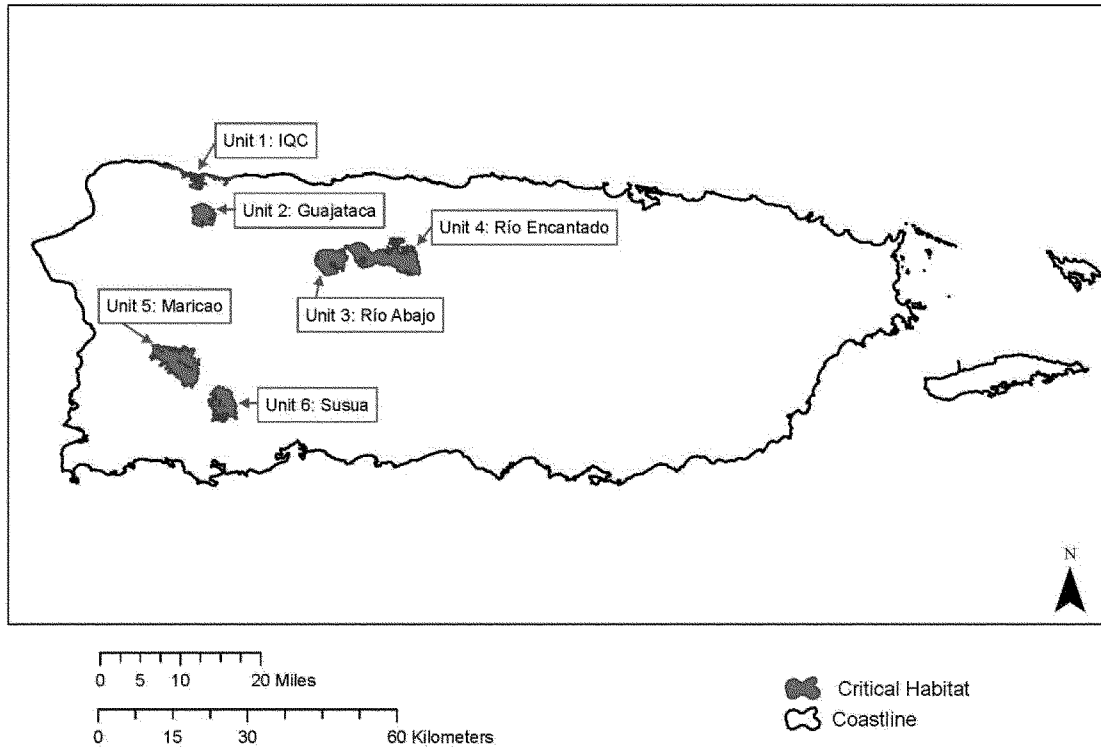 Unit 1: IQC
Unit 2: Guajataca
Unit 4: Río Encantado
Unit 3: Río Abajo
Unit 5: Maricao
Unit 6: Susua
N
0 5 10 20 Miles
0 15 30 60 Kilometers
Critical Habitat
Coastline